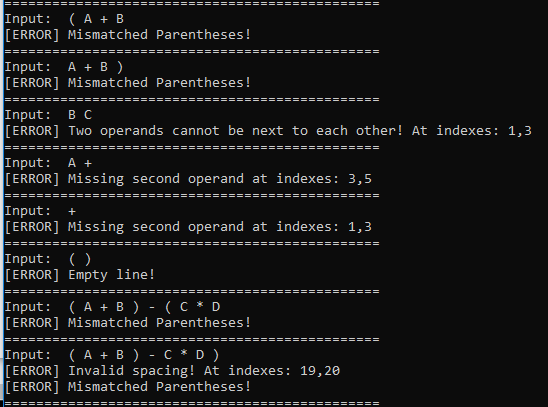 ===============================================
Input:  ( A + B
[ERROR] Mismatched Parentheses!
===============================================
Input:  A + B )
[ERROR] Mismatched Parentheses!
===============================================
Input:  B C
[ERROR] Two operands cannot be next to each other! At indexes: 1,3
===============================================
Input:  A +
[ERROR] Missing second operand at indexes: 3,5
===============================================
Input:  +
[ERROR] Missing second operand at indexes: 1,3
===============================================
Input:  ( )
[ERROR] Empty line!
===============================================
Input:  ( A + B ) - ( C * D
[ERROR] Mismatched Parentheses!
===============================================
Input:  ( A + B ) - C * D )
[ERROR] Invalid spacing! At indexes: 19,20
[ERROR] Mismatched Parentheses!
===============================================